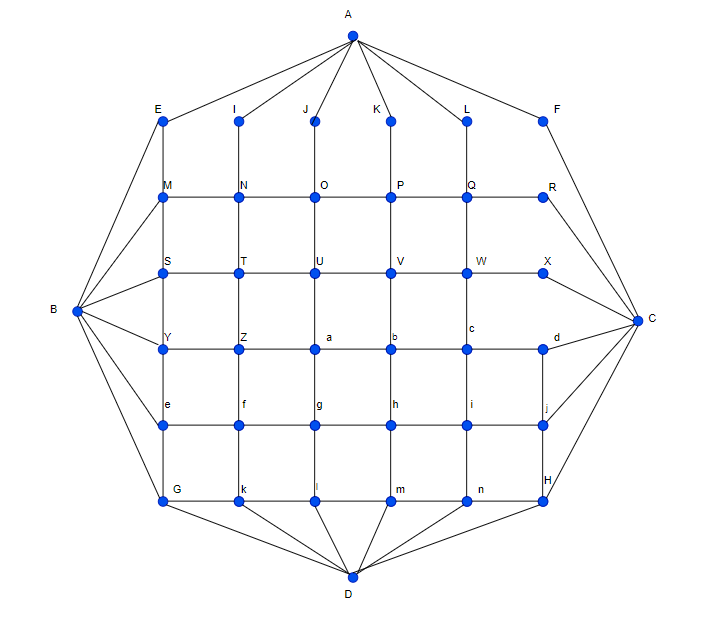 A
E I J K L F
M N O P Q R
S T U V W X
B
C
Y Z a b c d
e f g h i j
G k l m n H
D